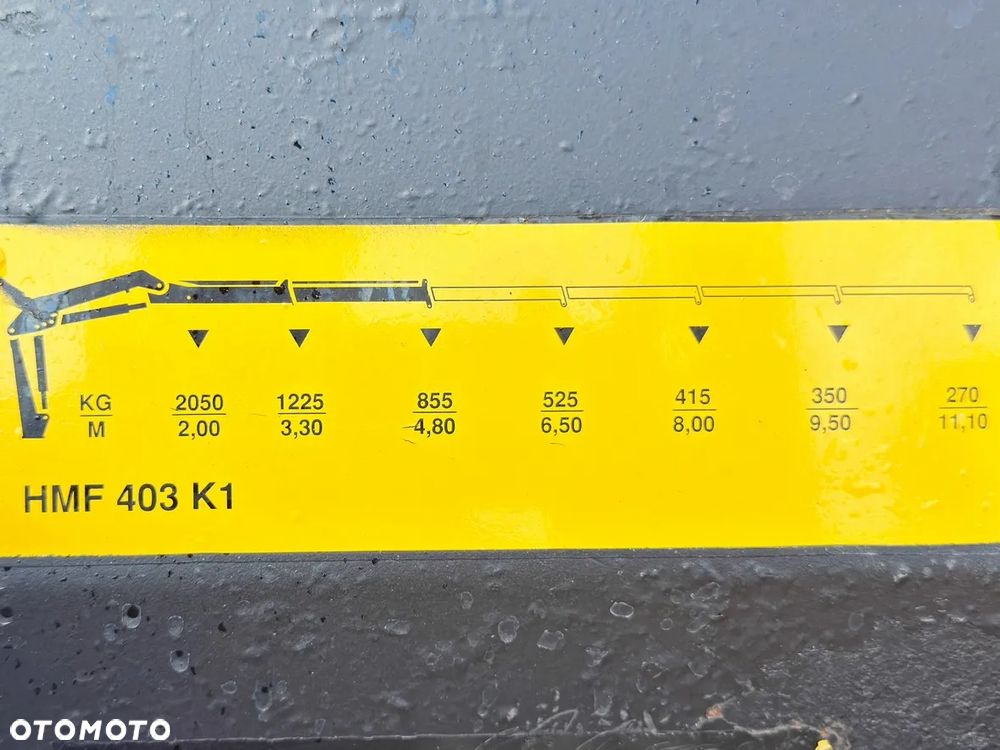 KG 2050 1225 855 525 415 350 270
M 2,00 3,30 4,80 6,50 8,00 9,50 11,10
HMF 403 K1
OTOMOTO